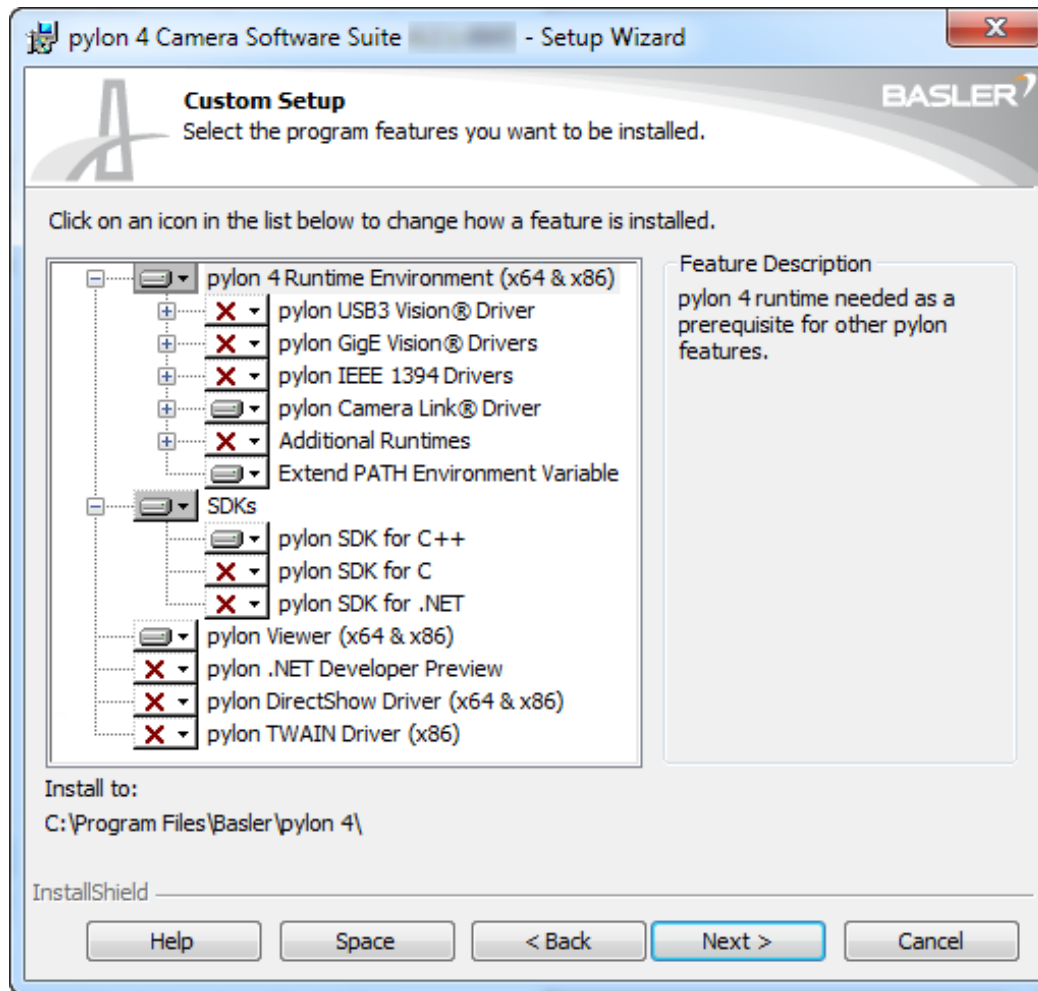 pylon 4 Camera Software Suite - Setup Wizard
Custom Setup
Select the program features you want to be installed.
BASLER
Click on an icon in the list below to change how a feature is installed.
pylon 4 Runtime Environment (x64 & x86)
pylon USB3 Vision® Driver
pylon GigE Vision® Drivers
pylon IEEE 1394 Drivers
pylon Camera Link® Driver
Additional Runtimes
Extend PATH Environment Variable
SDKs
pylon SDK for C++
pylon SDK for C
pylon SDK for .NET
pylon Viewer (x64 & x86)
pylon .NET Developer Preview
pylon DirectShow Driver (x64 & x86)
pylon TWAIN Driver (x86)
Feature Description
pylon 4 runtime needed as a
prerequisite for other pylon
features.
Install to:
C:\Program Files\Basler\pylon 4\
InstallShield
Help
Space
< Back
Next >
Cancel